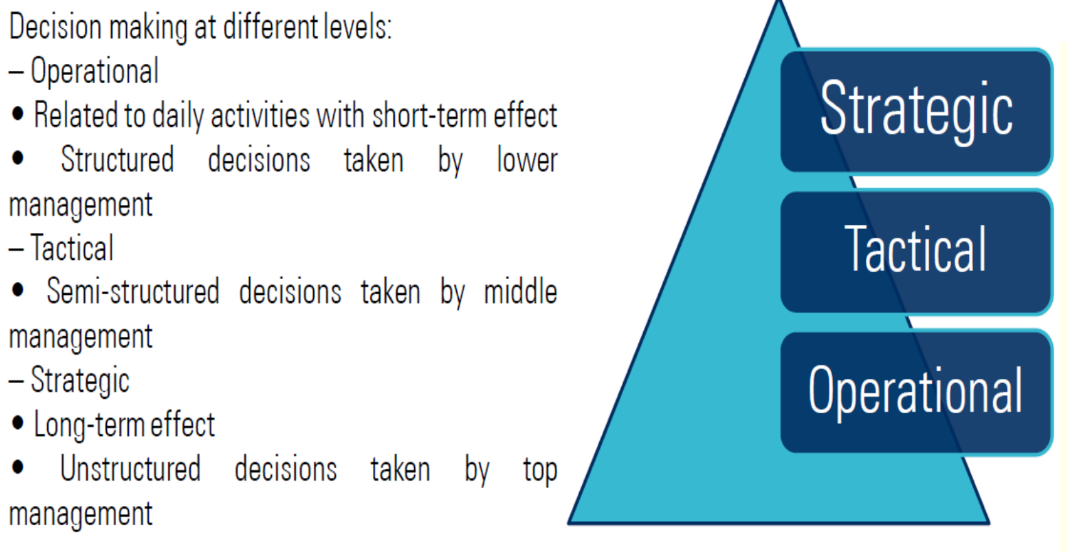 Decision making at different levels:
– Operational
• Related to daily activities with short-term effect
• Structured decisions taken by lower
management
– Tactical
• Semi-structured decisions taken by middle
management
– Strategic
• Long-term effect
• Unstructured decisions taken by top
management
Strategic
Tactical
Operational